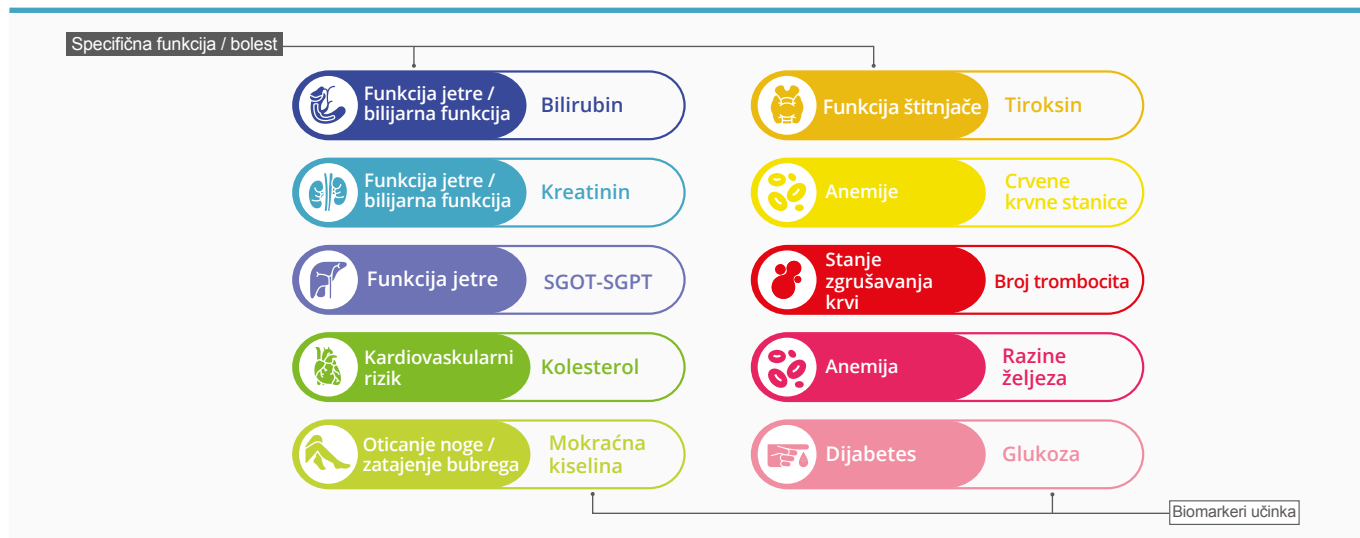 Specifična funkcija / bolest
Funkcija jetre /
bilijarna funkcija
Bilirubin
Funkcija jetre /
bilijarna funkcija
Kreatinin
Funkcija jetre
SGOT-SGPT
Kardiovaskularni
rizik
Kolesterol
Oticanje noge /
zatajenje bubrega
Mokraćna
kiselina
Funkcija štitnjače
Tiroksin
Anemije
Crvene
krvne stanice
Stanje
zgrušavanja
krvi
Broj trombocita
Anemija
Razine
željeza
Dijabetes
Glukoza
Biomarkeri učinka